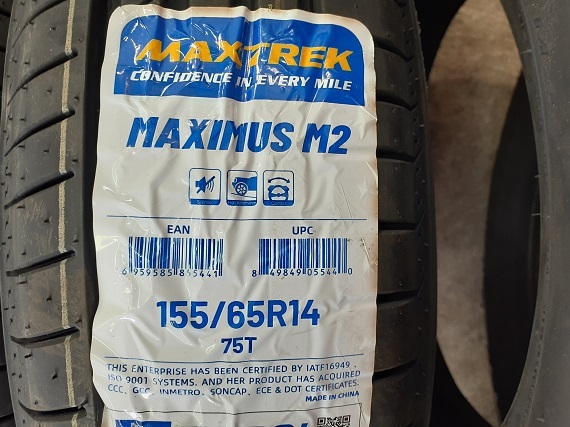 MAXTREK
CONFIDENCE IN EVERY MILE
MAXIMUS M2
EAN
UPC
6 959585 855441
8 49849 05544 0
155/65R14
75T
THIS ENTERPRISE HAS BEEN CERTIFIED BY IATF16949 ,
ISO 9001 SYSTEMS. AND HER PRODUCT HAS ACQUIRED
CCC, GCC, INMETRO, SONCAP, ECE & DOT CERTIFICATES.
MADE IN CHINA